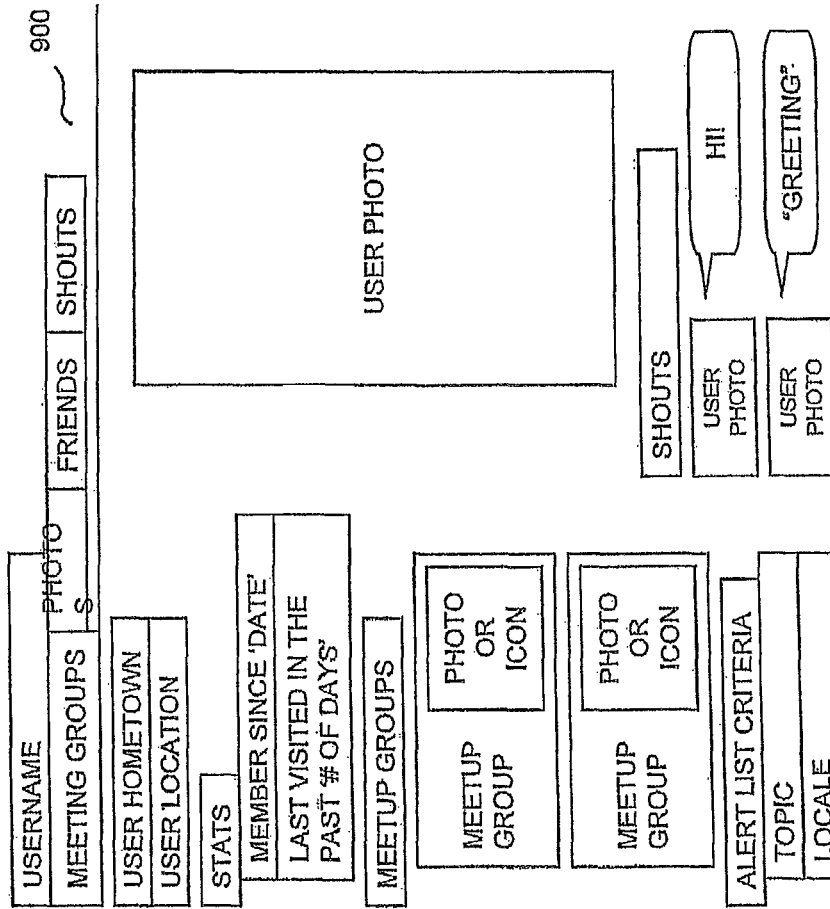 900
USERNAME
MEETING GROUPS
PHOTO
S
FRIENDS
SHOUTS
USER HOMETOWN
USER LOCATION
STATS
MEMBER SINCE 'DATE'
LAST VISITED IN THE
PAST # OF DAYS'
MEETUP GROUPS
MEETUP
GROUP
PHOTO
OR
ICON
MEETUP
GROUP
PHOTO
OR
ICON
ALERT LIST CRITERIA
TOPIC
LOCALE
USER PHOTO
SHOUTS
USER
PHOTO
HI!
USER
PHOTO
"GREETING"